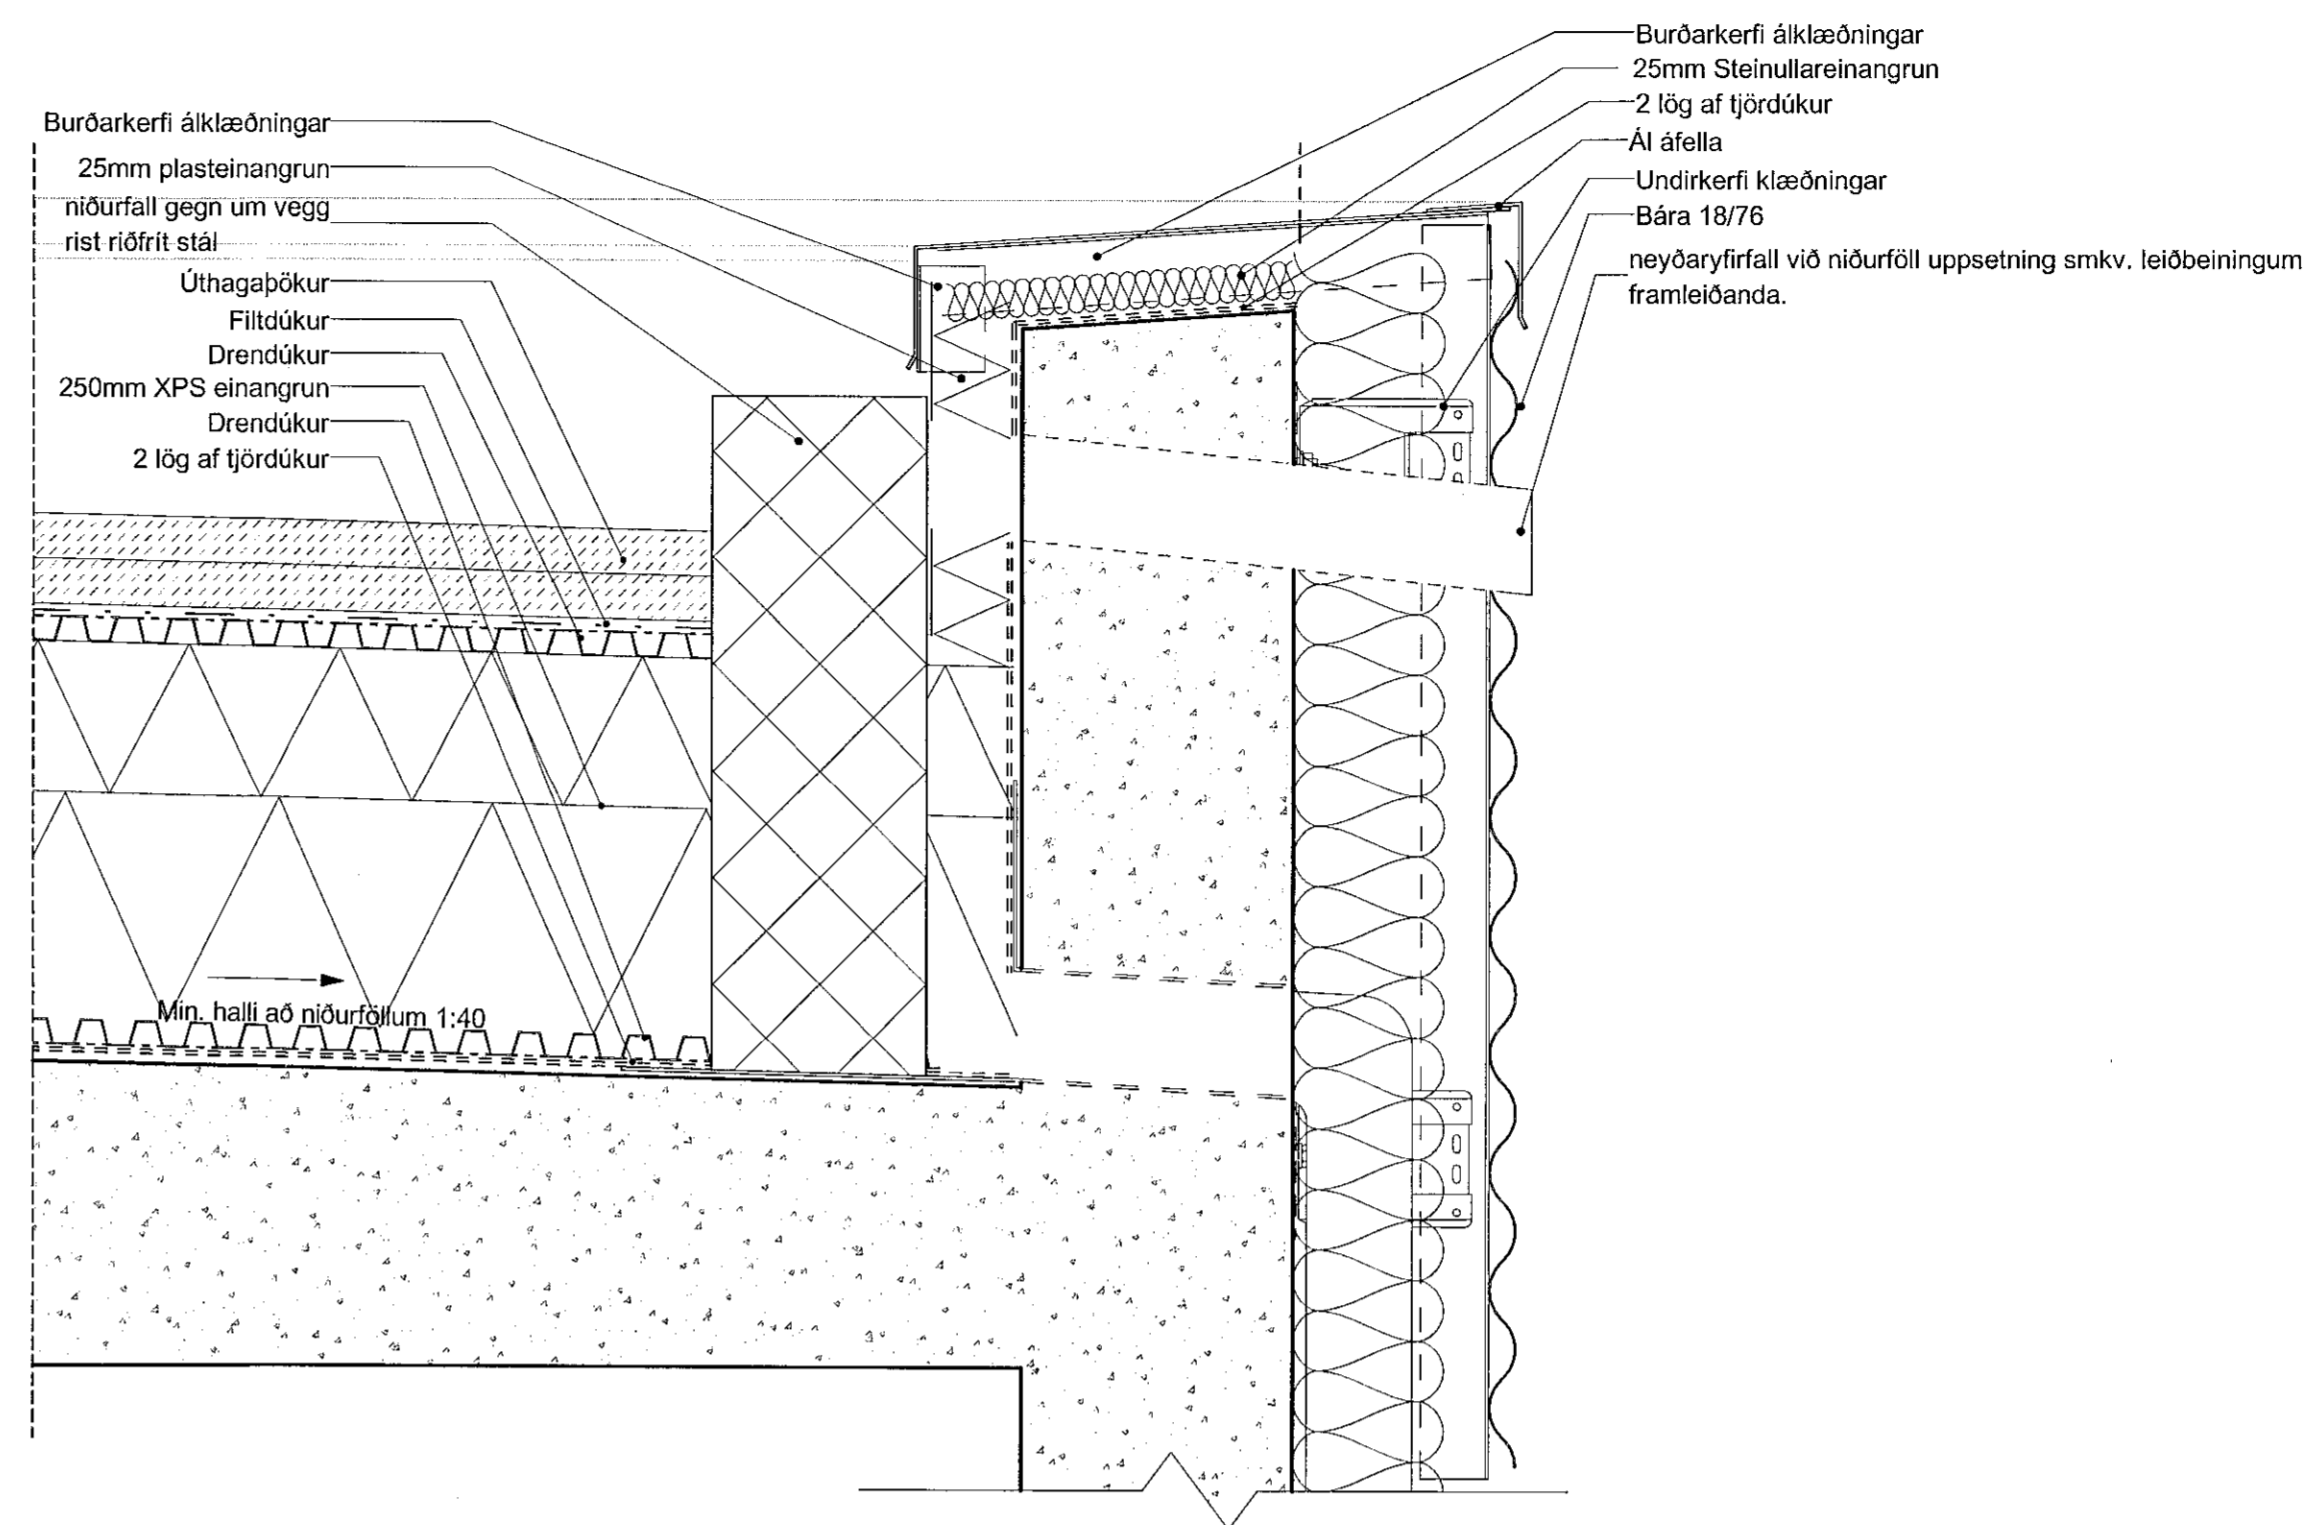 Burðarkerfi álklæðningar
25mm plasteinangrun
niðurfall gegn um vegg
rist riðfrít stál
Úthagaþökur
Filtdúkur
Drendúkur
250mm XPS einangrun
Drendúkur
2 lög af tjördúkur
Burðarkerfi álklæðningar
25mm Steinullareinangrun
2 lög af tjördúkur
Ál áfella
Undirkerfi klæðningar
Bára 18/76
neyðaryfirfall við niðurföll uppsetning smkv. leiðbeiningum
framleiðanda.
Min. halli að niðurföllum 1:40